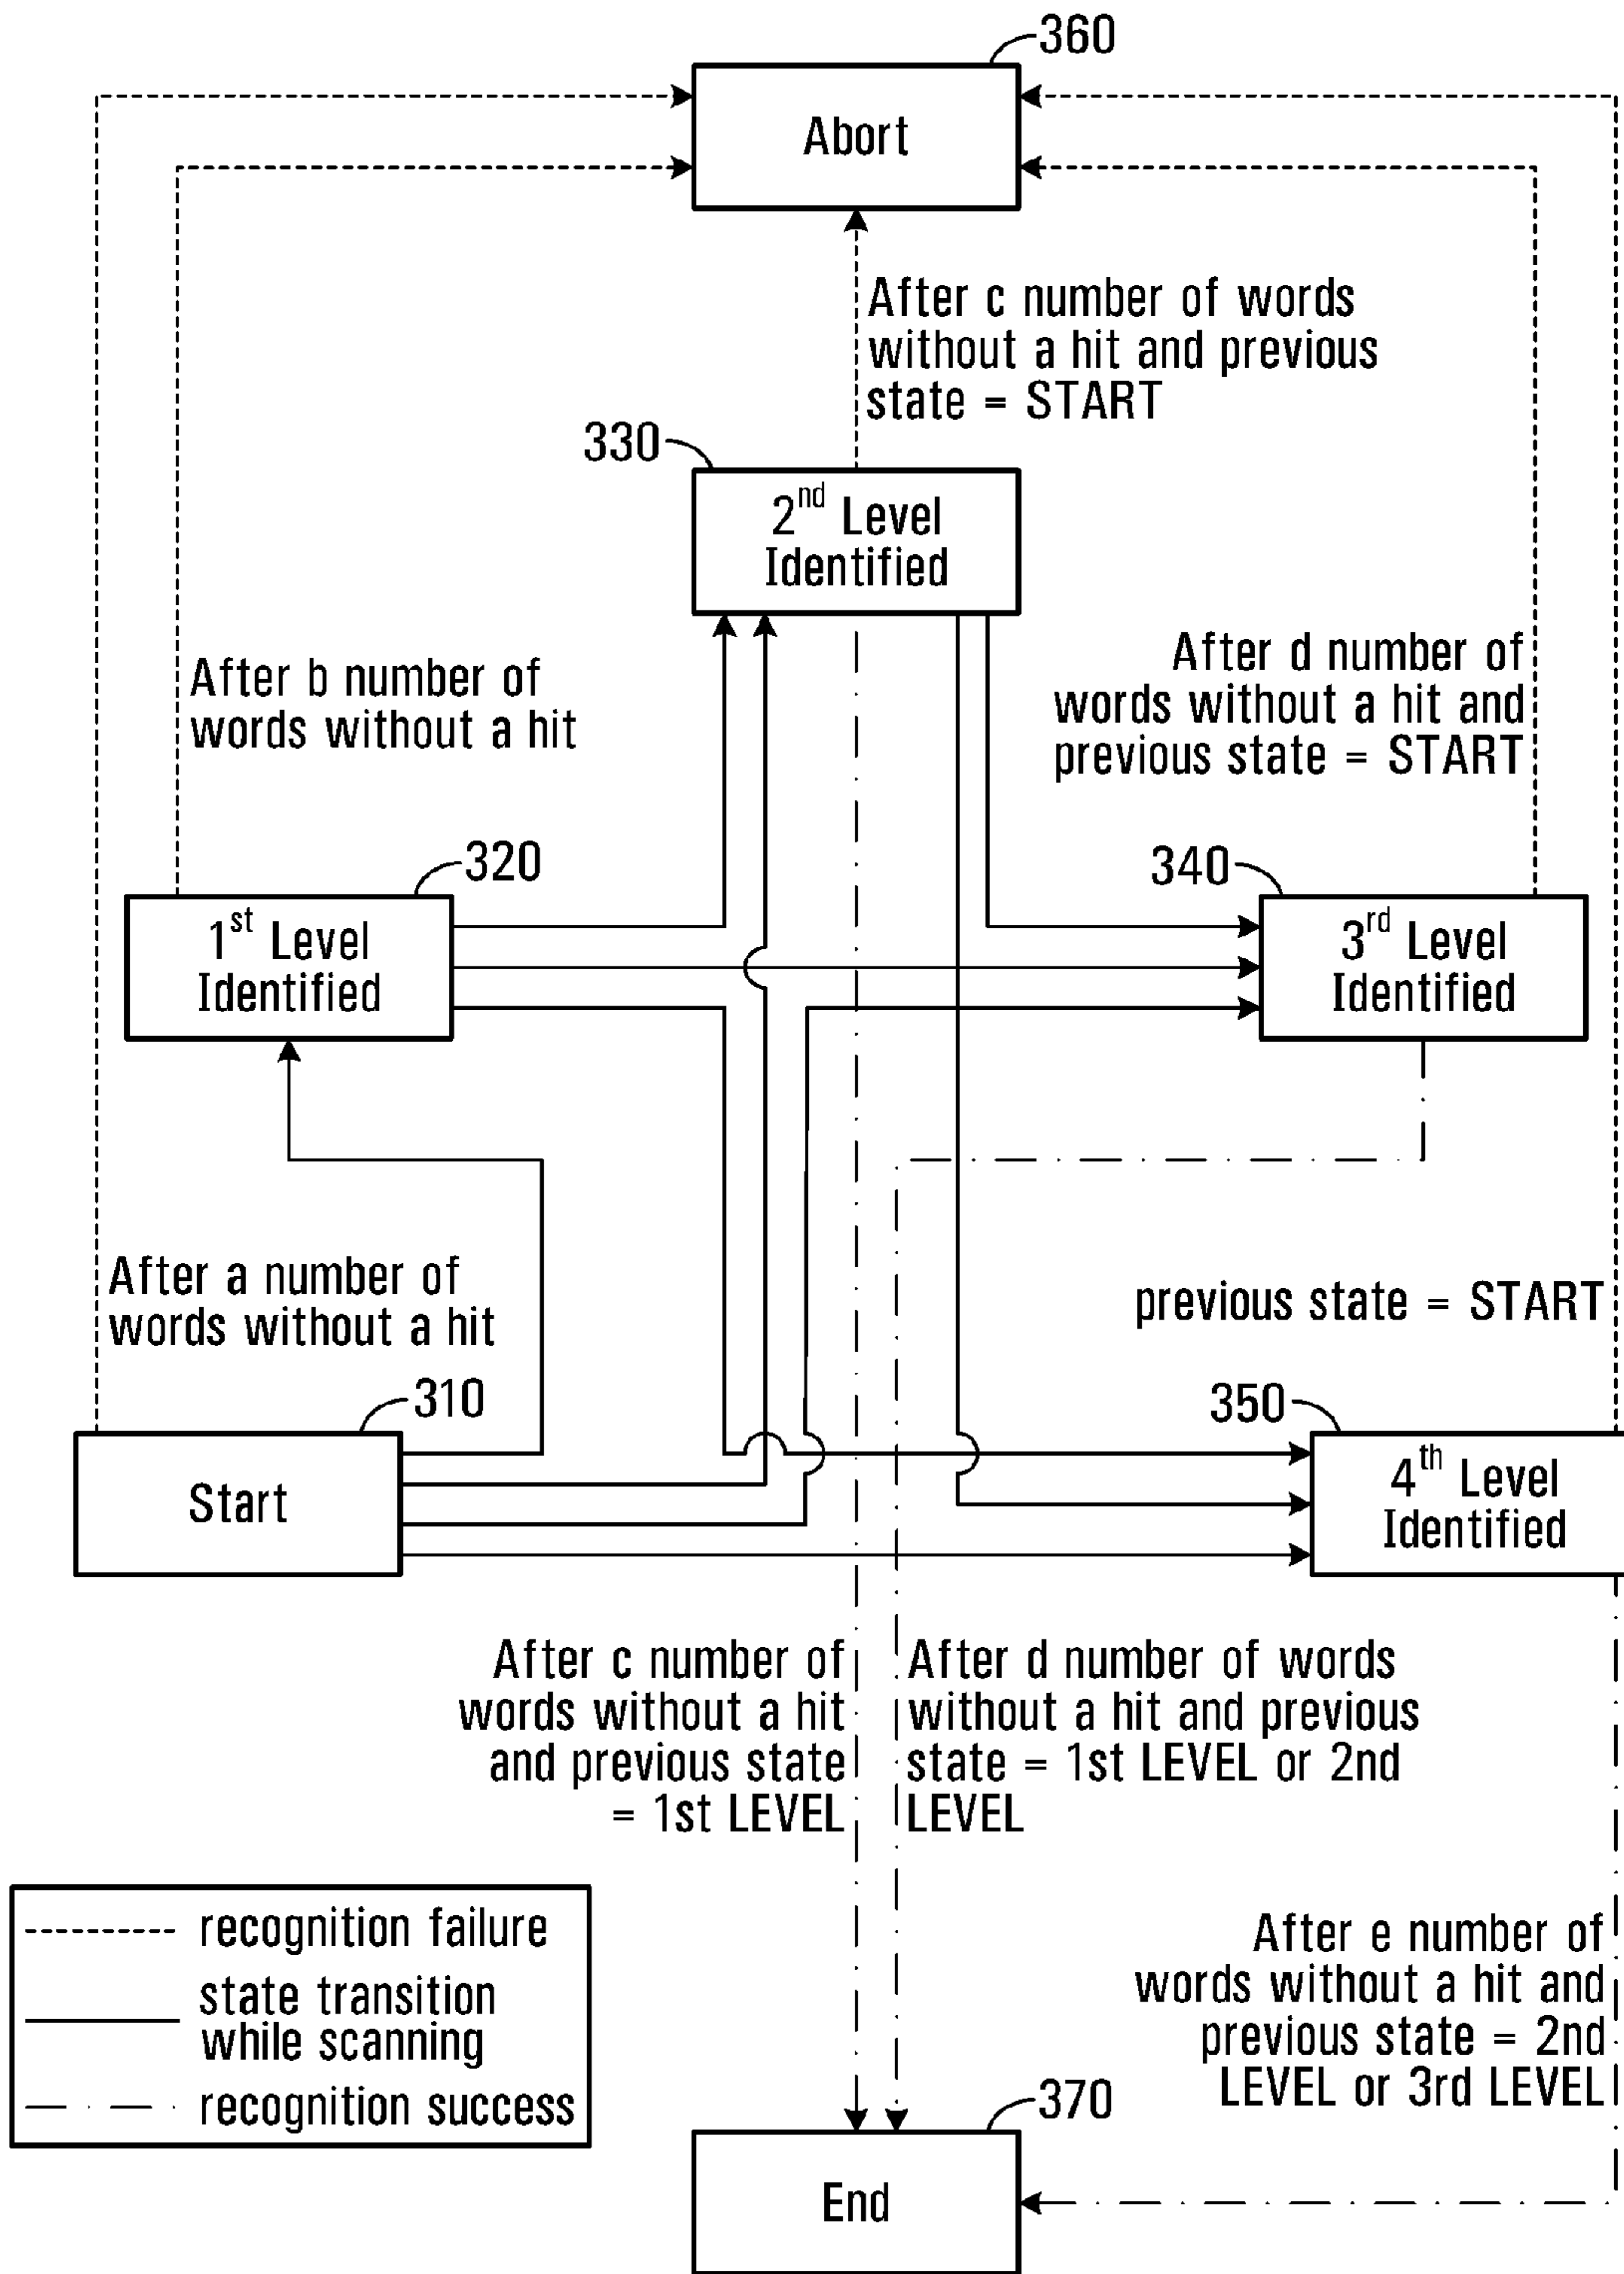 360
Abort
After c number of words
without a hit and previous
state = START
330
2nd Level
Identified
After b number of
words without a hit
After d number of
words without a hit and
previous state = START
320
1st Level
Identified
340
3rd Level
Identified
After a number of
words without a hit
previous state = START
310
Start
350
4th Level
Identified
After c number of
words without a hit
and previous state
= 1st LEVEL
After d number of words
without a hit and previous
state = 1st LEVEL or 2nd
LEVEL
recognition failure
state transition
while scanning
recognition success
After e number of
words without a hit and
previous state = 2nd
LEVEL or 3rd LEVEL
370
End